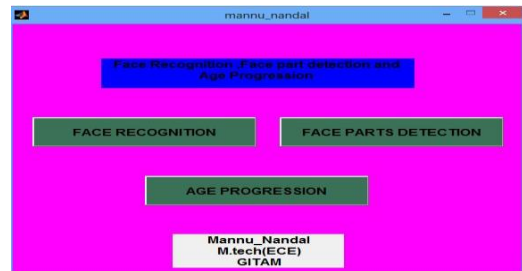 mannu_nandal
Face Recognition ,Face part detection and
Age Progression
FACE RECOGNITION
FACE PARTS DETECTION
AGE PROGRESSION
Mannu_Nandal
M.tech(ECE)
GITAM